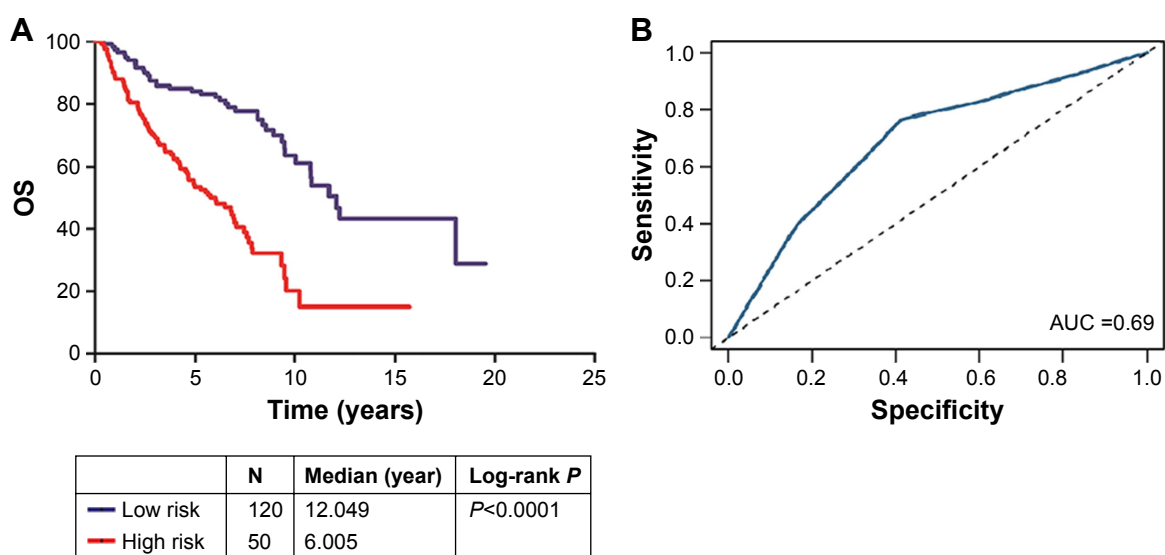 A
100
80
60
40
20
0
OS
0 5 10 15 20 25
Time (years)
N Median (year) Log-rank P
Low risk 120 12.049 P<0.0001
High risk 50 6.005
B
1.0
0.8
0.6
0.4
0.2
0.0
Sensitivity
AUC =0.69
0.0 0.2 0.4 0.6 0.8 1.0
Specificity